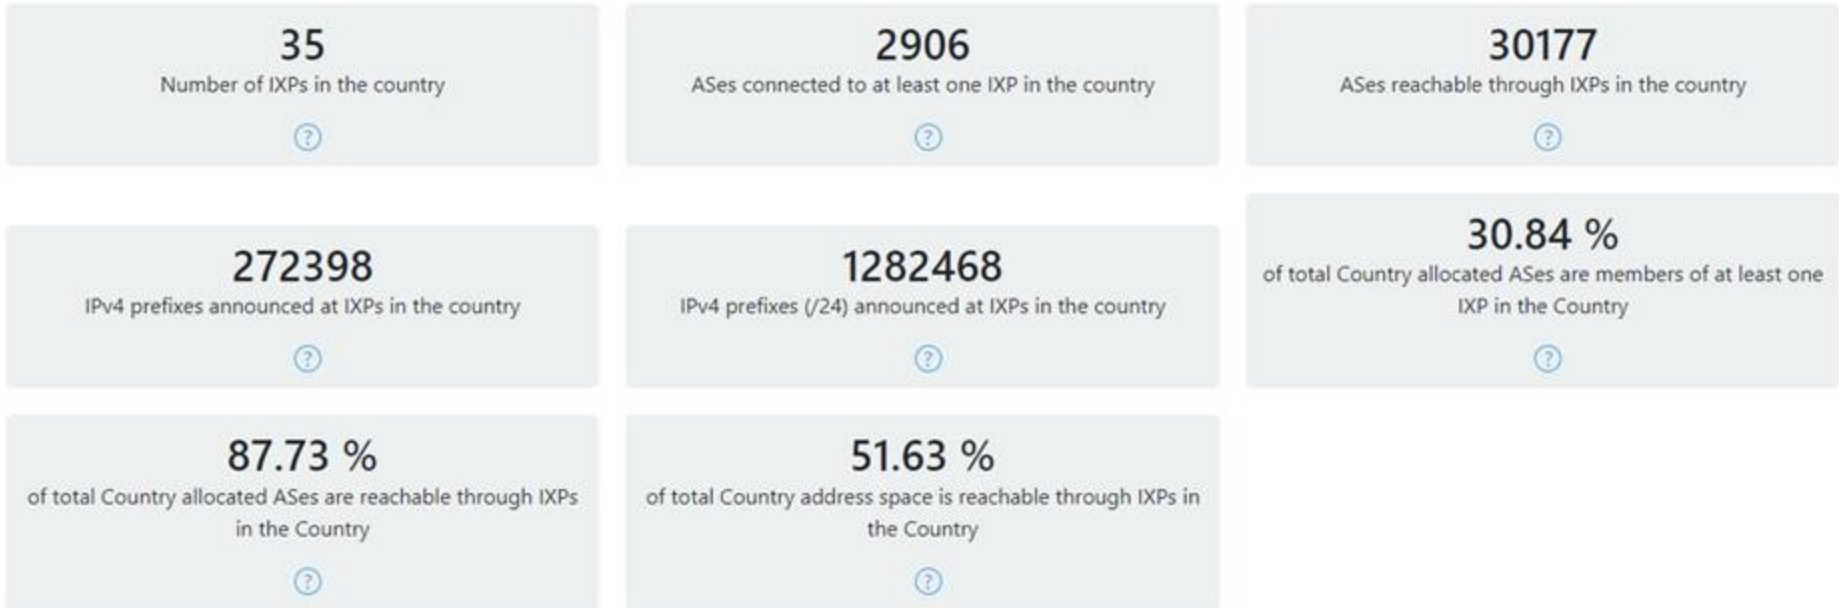 35
Number of IXPs in the country
?
2906
ASes connected to at least one IXP in the country
?
30177
ASes reachable through IXPs in the country
?
272398
IPv4 prefixes announced at IXPs in the country
?
1282468
IPv4 prefixes (/24) announced at IXPs in the country
?
30.84 %
of total Country allocated ASes are members of at least one
IXP in the Country
?
87.73 %
of total Country allocated ASes are reachable through IXPs
in the Country
?
51.63 %
of total Country address space is reachable through IXPs in
the Country
?